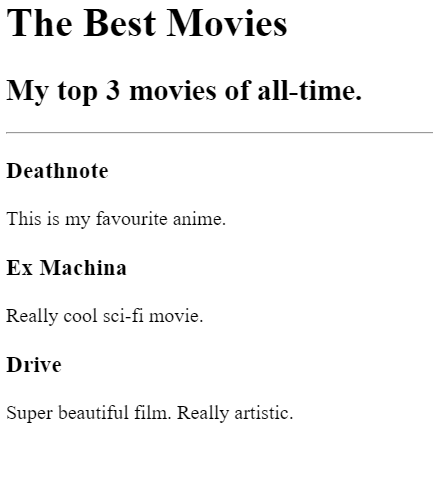 The Best Movies
My top 3 movies of all-time.
Deathnote
This is my favourite anime.
Ex Machina
Really cool sci-fi movie.
Drive
Super beautiful film. Really artistic.